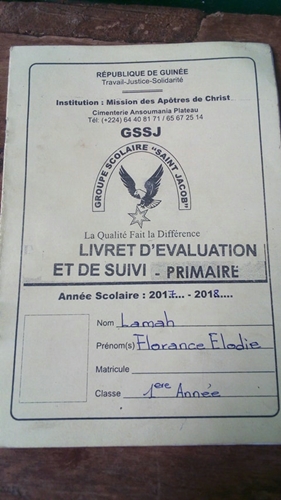 RÉPUBLIQUE DE GUINÉE
Travail-Justice-Solidarité
Institution : Mission des Apôtres de Christ
Cimenterie Ansoumania Plateau
Tél: (+224) 64 40 81 71 / 65 67 25 14
GSSJ
GROUPE SCOLAIRE "SAINT JACOB"
La Qualité Fait la Différence
LIVRET D'EVALUATION
ET DE SUIVI - PRIMAIRE
Année Scolaire : 2017... - 2018....
Nom Lamah
Prénom(s) Florance Elodie
Matricule
Classe 1ere Année